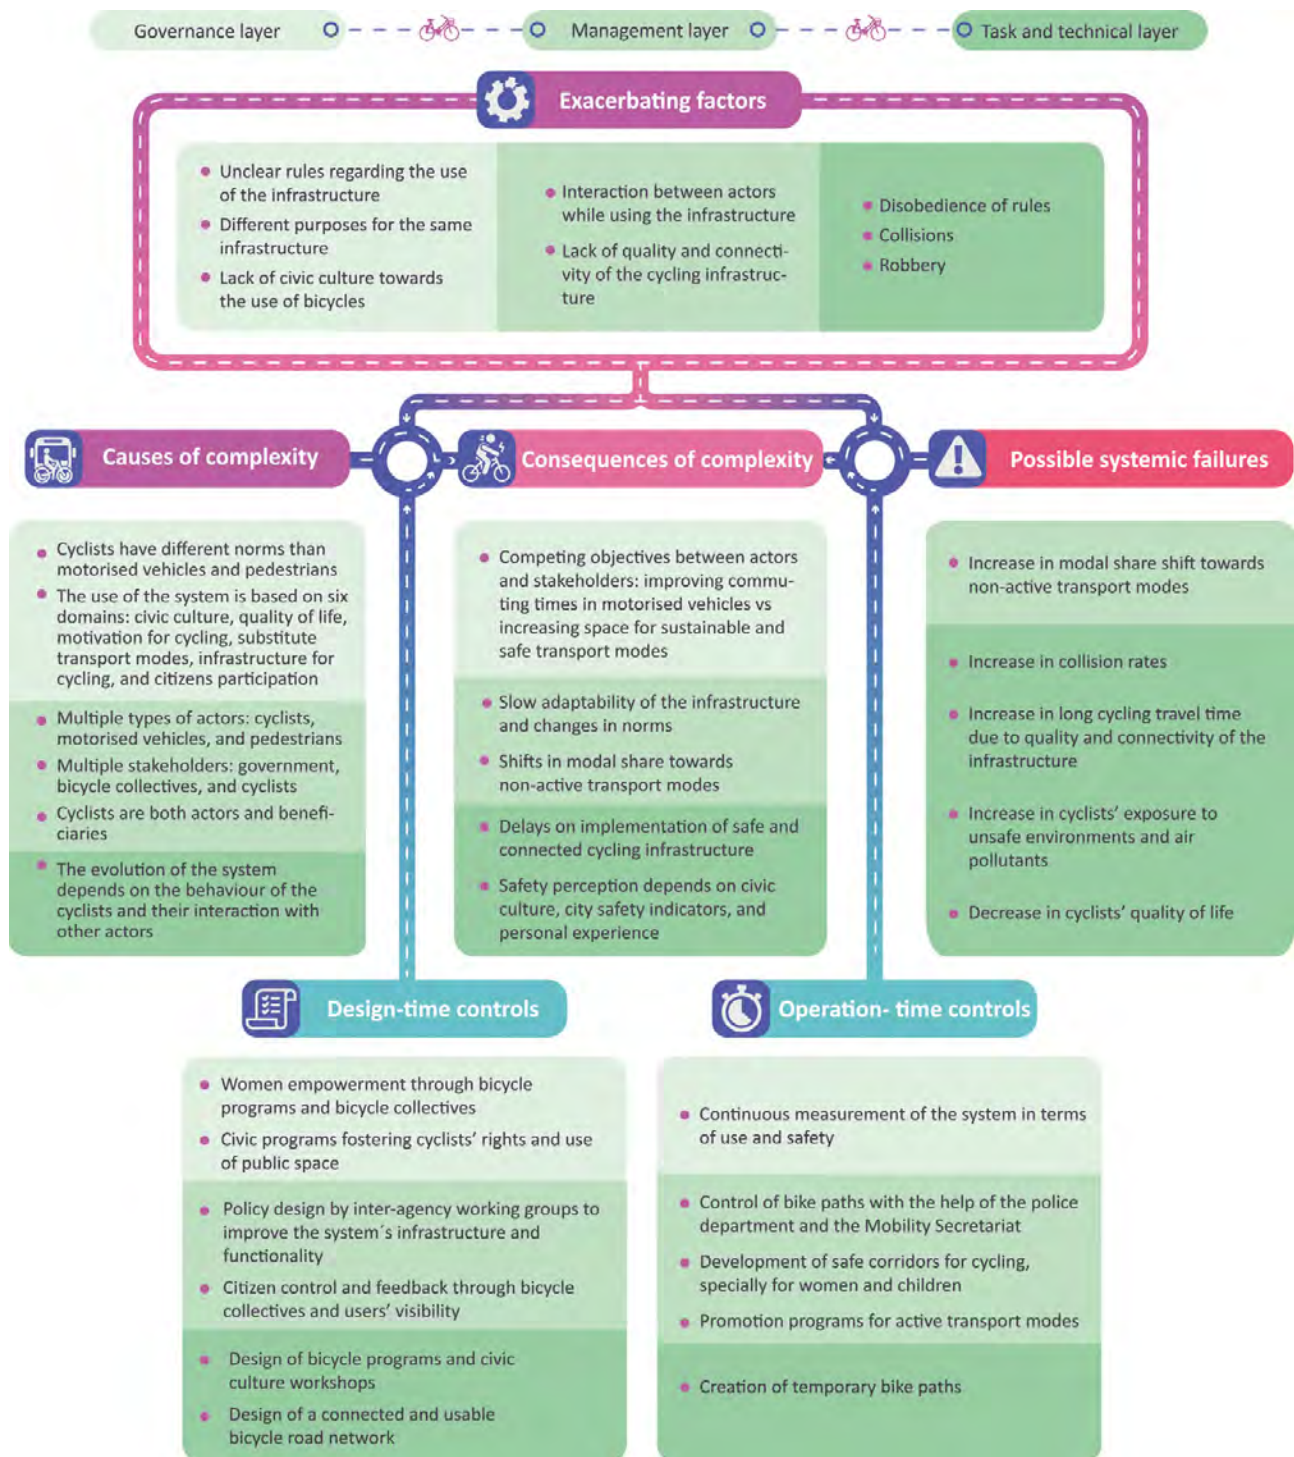 Governance layer
Management layer
Task and technical layer
Exacerbating factors
Unclear rules regarding the use
of the infrastructure
Different purposes for the same
infrastructure
Lack of civic culture towards
the use of bicycles
Interaction between actors
while using the infrastructure
Lack of quality and connecti-
vity of the cycling infrastruc-
ture
Disobedience of rules
Collisions
Robbery
Causes of complexity
Cyclists have different norms than
motorised vehicles and pedestrians
The use of the system is based on six
domains: civic culture, quality of life,
motivation for cycling, substitute
transport modes, infrastructure for
cycling, and citizens participation
Multiple types of actors: cyclists,
motorised vehicles, and pedestrians
Multiple stakeholders: government,
bicycle collectives, and cyclists
Cyclists are both actors and benefi-
ciaries
The evolution of the system
depends on the behaviour of the
cyclists and their interaction with
other actors
Consequences of complexity
Competing objectives between actors
and stakeholders: improving commu-
ting times in motorised vehicles vs
increasing space for sustainable and
safe transport modes
Slow adaptability of the infrastructure
and changes in norms
Shifts in modal share towards
non-active transport modes
Delays on implementation of safe and
connected cycling infrastructure
Safety perception depends on civic
culture, city safety indicators, and
personal experience
Possible systemic failures
Increase in modal share shift towards
non-active transport modes
Increase in collision rates
Increase in long cycling travel time
due to quality and connectivity of the
infrastructure
Increase in cyclists' exposure to
unsafe environments and air
pollutants
Decrease in cyclists' quality of life
Design-time controls
Women empowerment through bicycle
programs and bicycle collectives
Civic programs fostering cyclists' rights and use
of public space
Policy design by inter-agency working groups to
improve the system´s infrastructure and
functionality
Citizen control and feedback through bicycle
collectives and users' visibility
Design of bicycle programs and civic
culture workshops
Design of a connected and usable
bicycle road network
Operation- time controls
Continuous measurement of the system in terms
of use and safety
Control of bike paths with the help of the police
department and the Mobility Secretariat
Development of safe corridors for cycling,
specially for women and children
Promotion programs for active transport modes
Creation of temporary bike paths